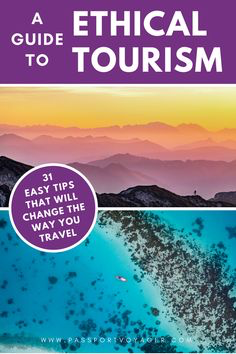 A GUIDE TO
ETHICAL
TOURISM
31
EASY TIPS
THAT WILL
CHANGE THE
WAY YOU
TRAVEL
WWW.PASSPORTVOYAGER.COM